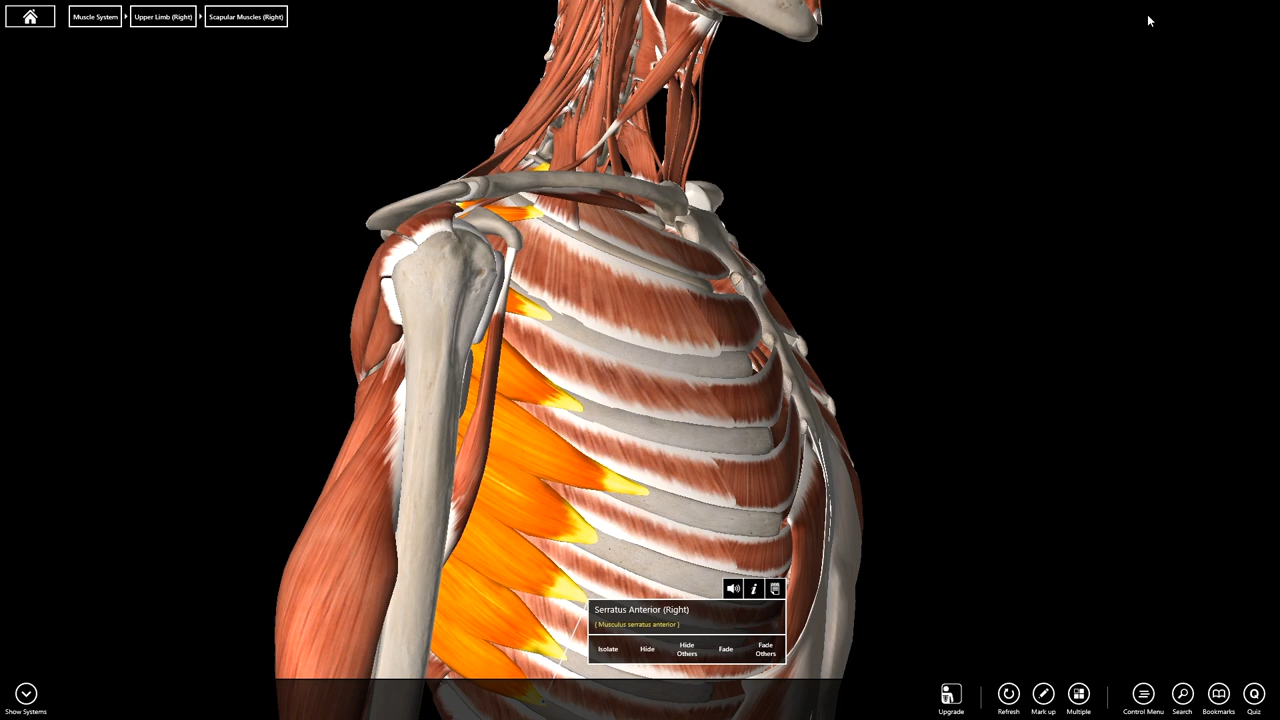 Muscle System
Upper Limb (Right)
Scapular Muscles (Right)
Serratus Anterior (Right)
[ Musculus serratus anterior ]
Isolate
Hide
Hide
Others
Fade
Fade
Others
Show Systems
Upgrade
Refresh
Mark up
Multiple
Control Menu
Search
Bookmarks
Quiz